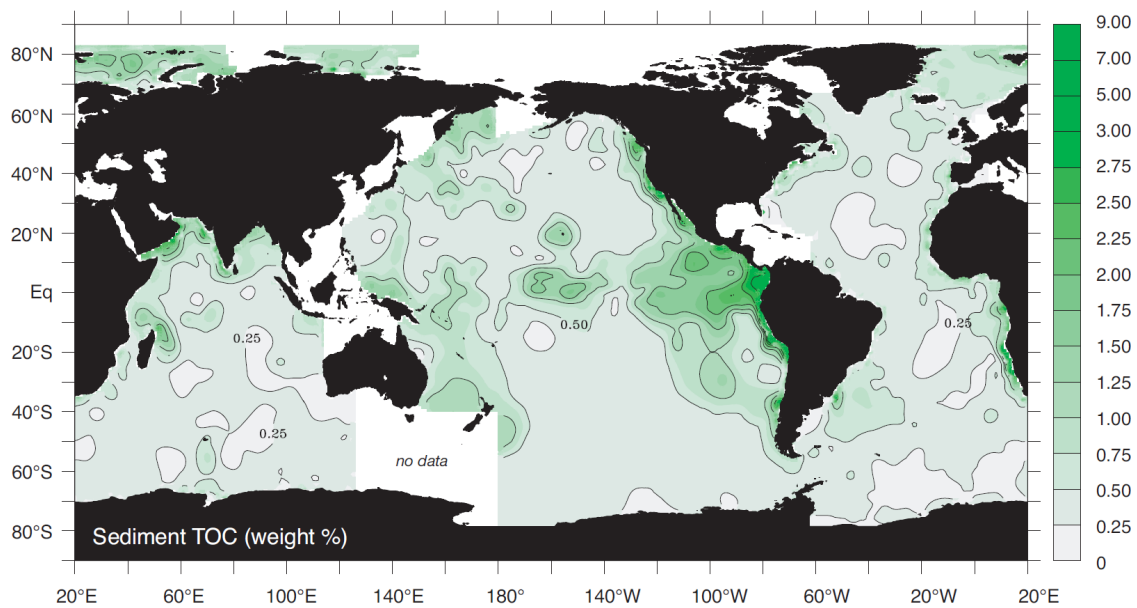 80°N
60°N
40°N
20°N
Eq
20°S
40°S
60°S
80°S
0.25
0.50
0.25
0.25
no data
Sediment TOC (weight %)
20°E
60°E
100°E
140°E
180°
140°W
100°W
60°W
20°W
20°E
9.00
7.00
5.00
3.00
2.75
2.50
2.25
2.00
1.75
1.50
1.25
1.00
0.75
0.50
0.25
0